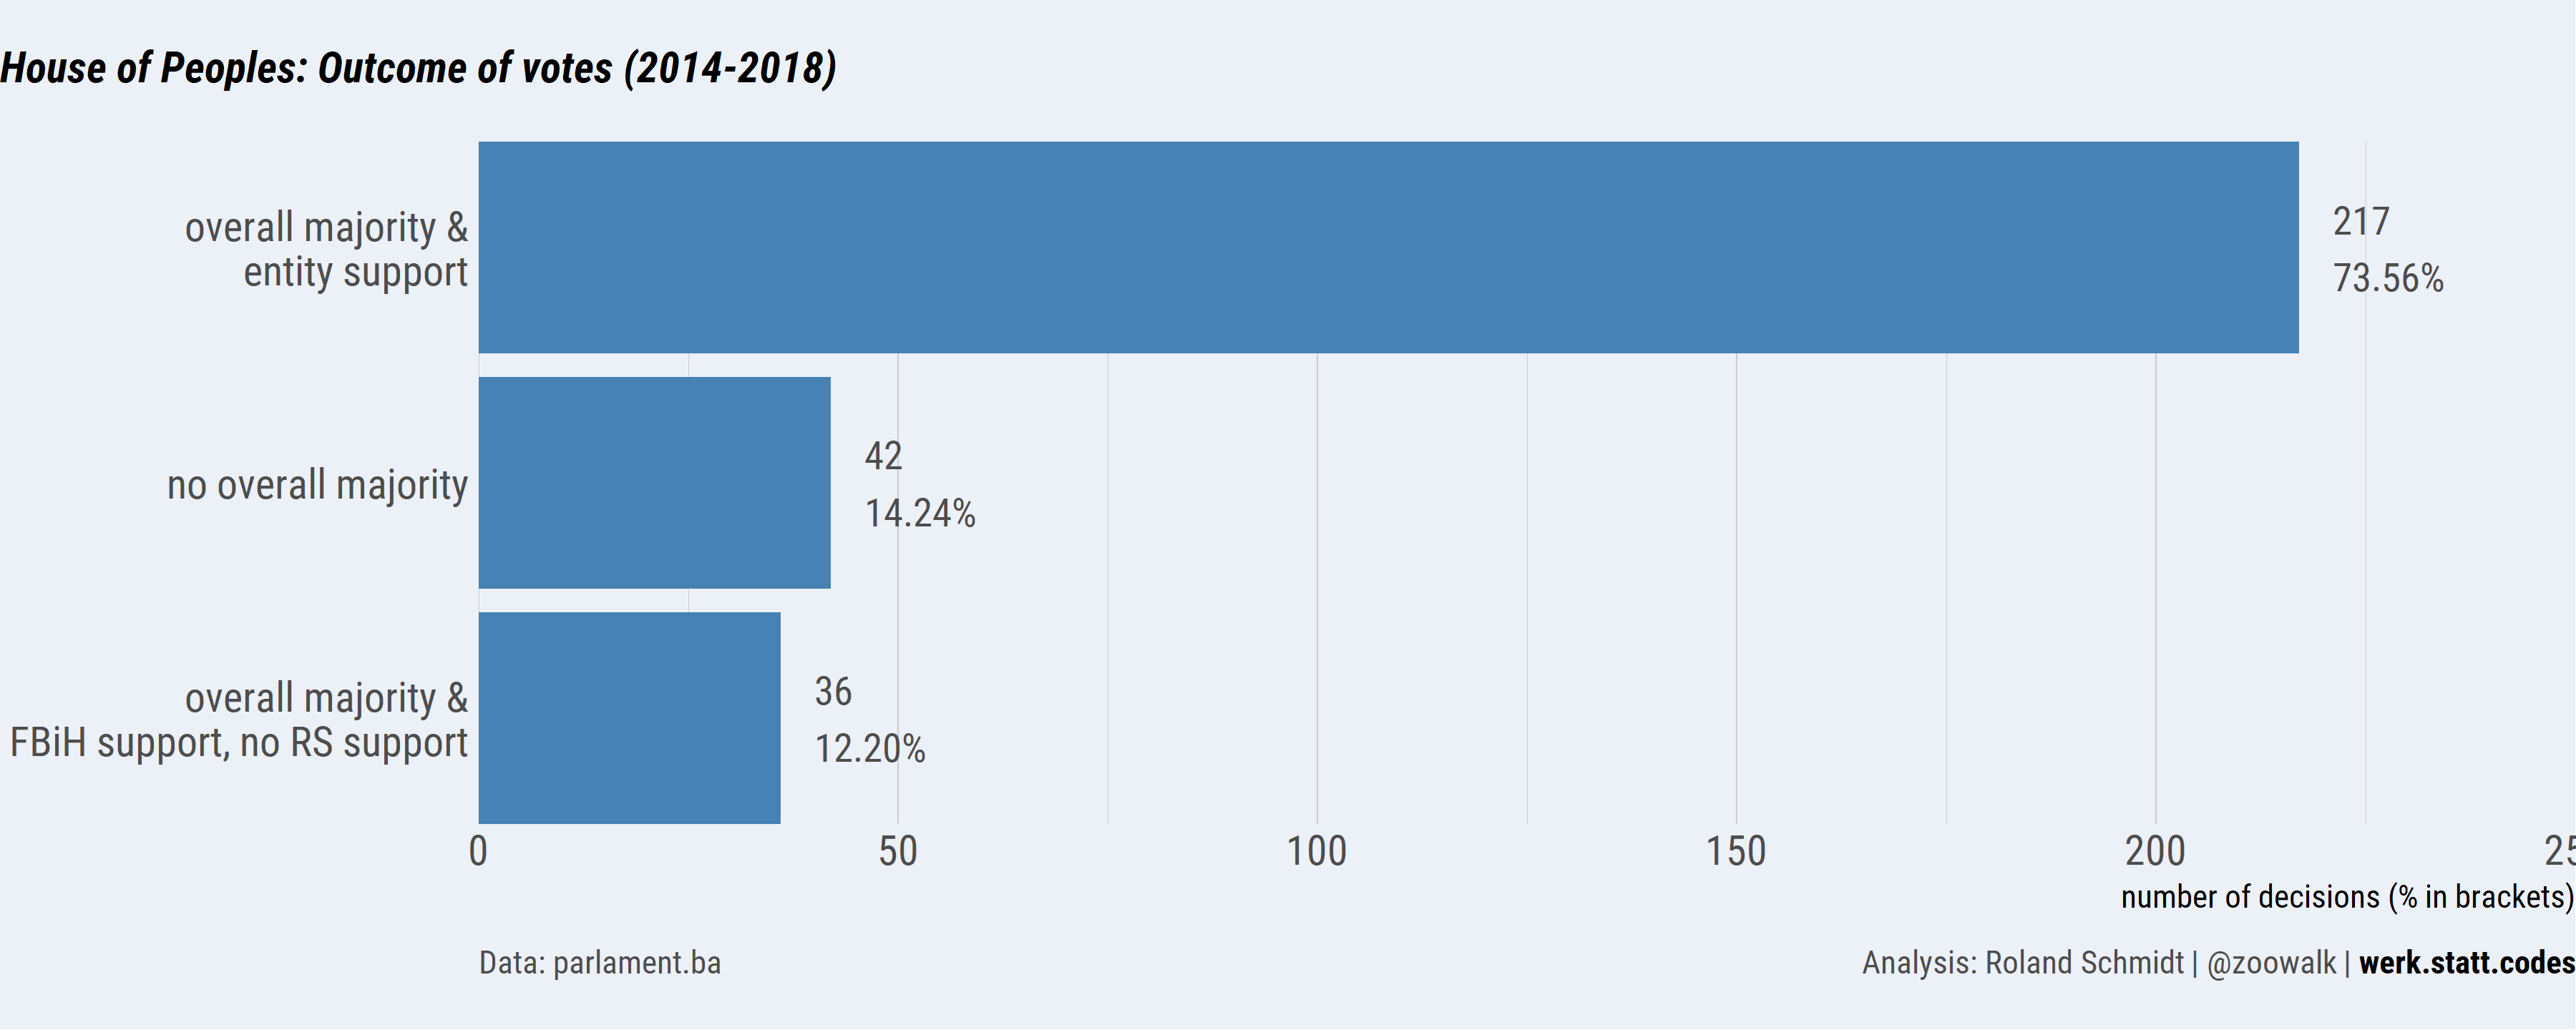 House of Peoples: Outcome of votes (2014-2018)
overall majority &
entity support
217
73.56%
no overall majority
42
14.24%
overall majority &
FBiH support, no RS support
36
12.20%
0 50 100 150 200 25
number of decisions (% in brackets)
Data: parlament.ba
Analysis: Roland Schmidt | @zoowalk | werk.statt.codes